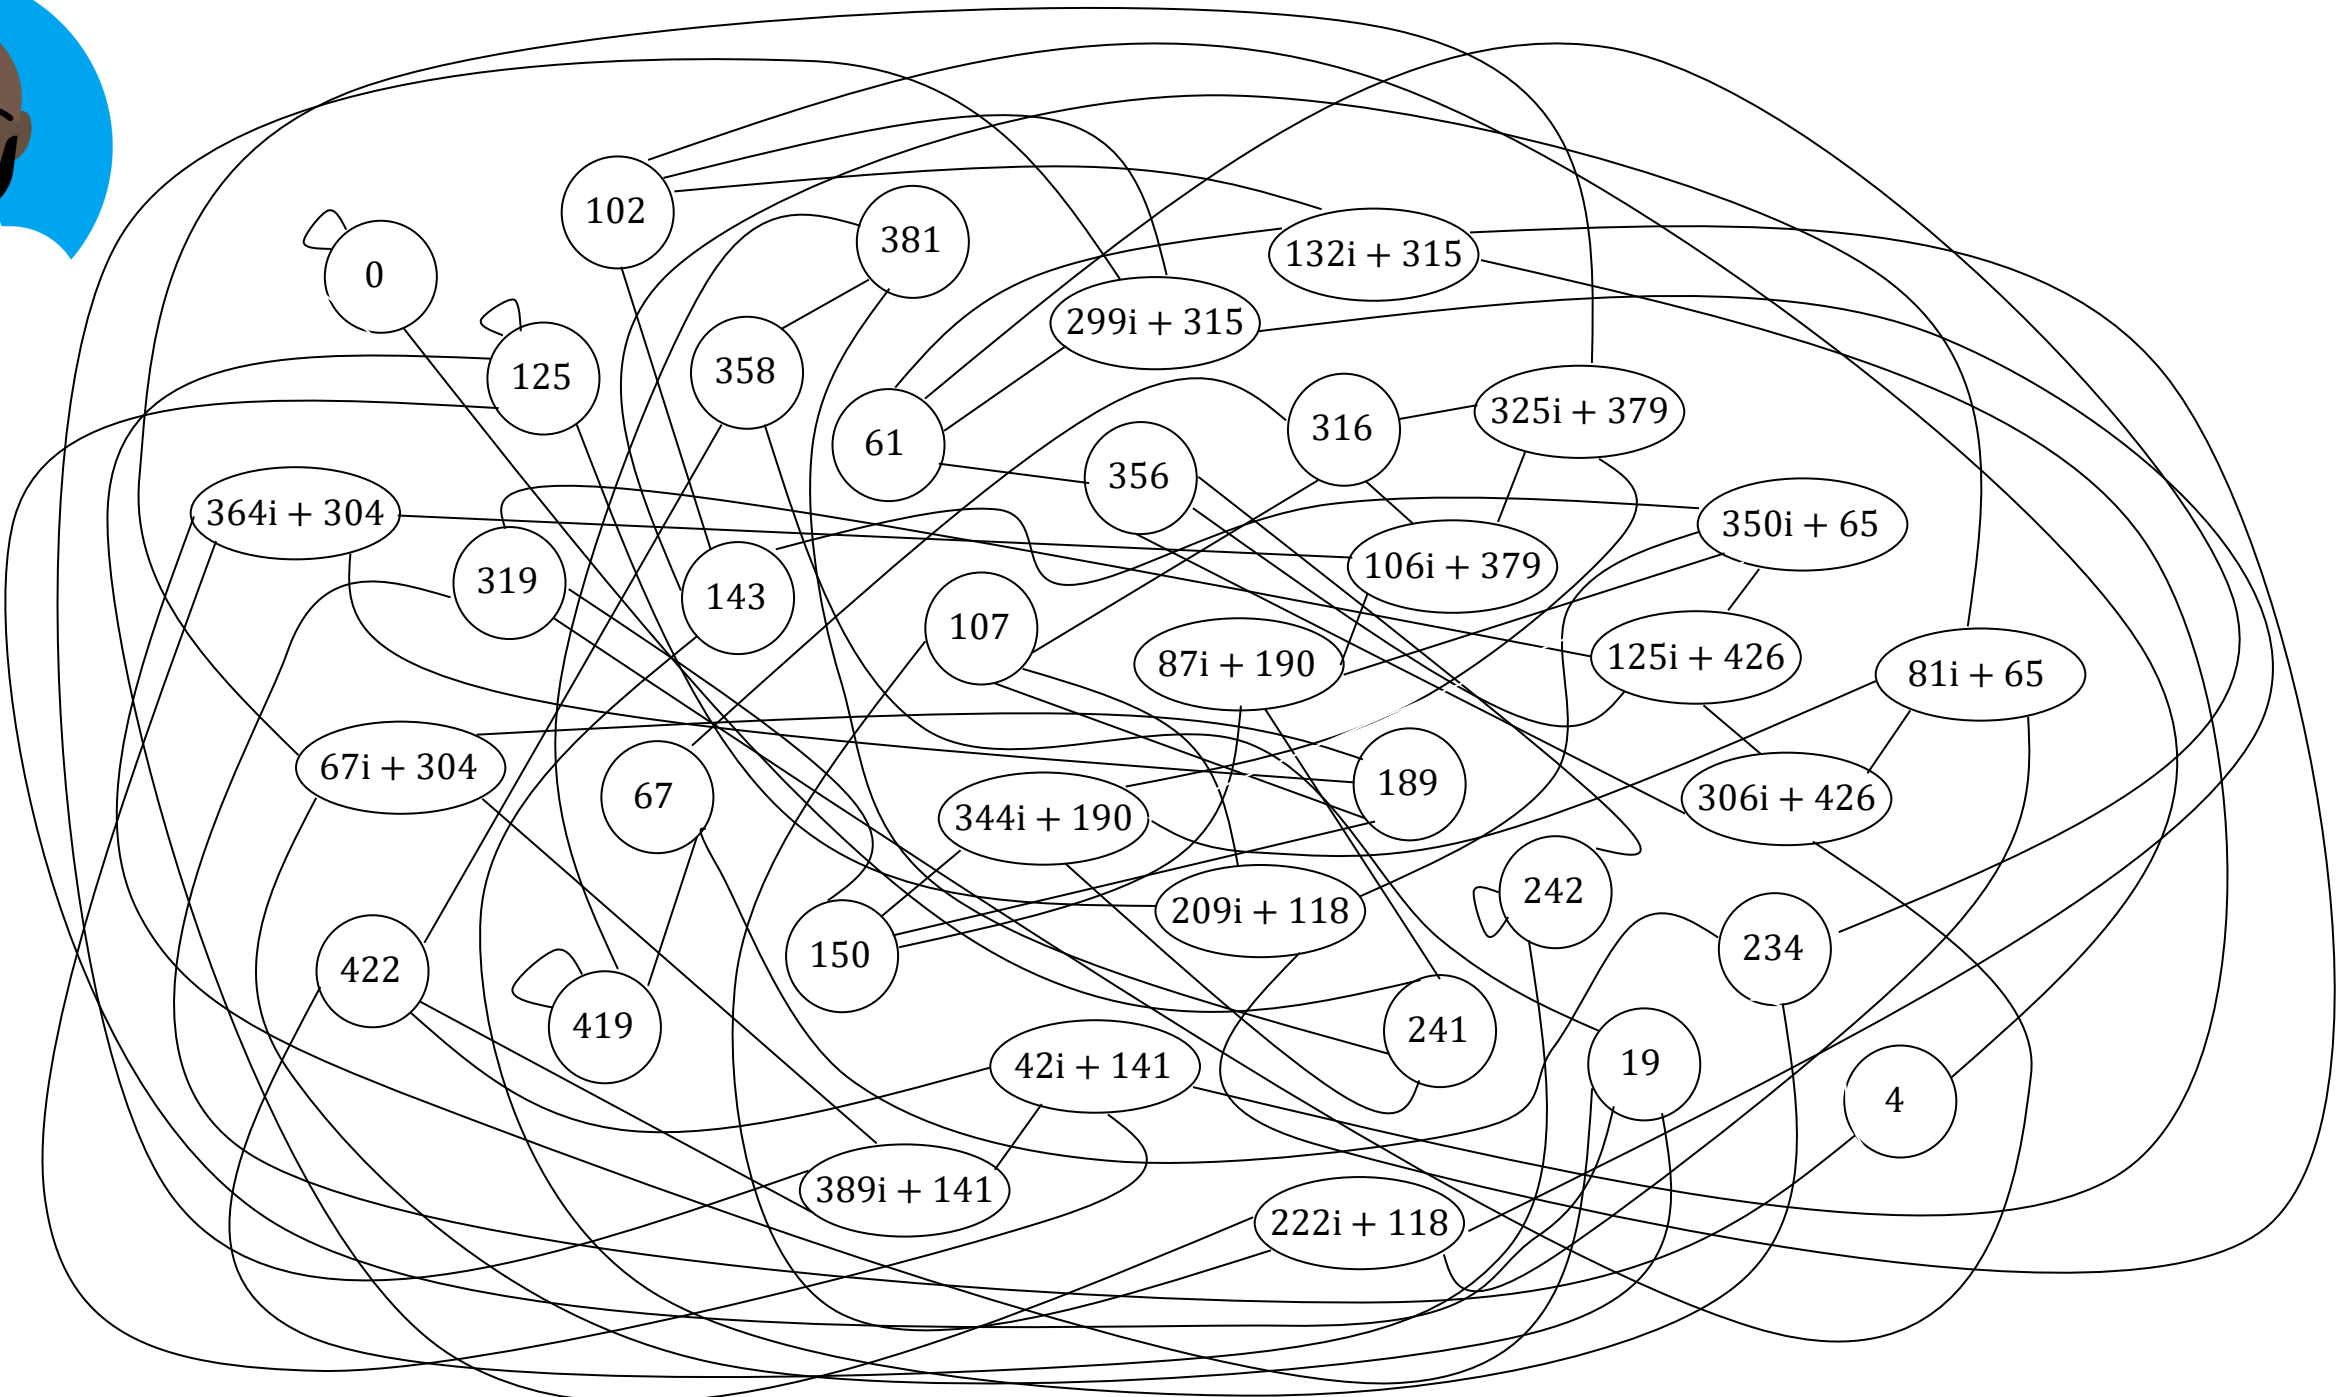 102
381
132i + 315
0
299i + 315
125
358
61
316
325i + 379
356
364i + 304
350i + 65
319
143
106i + 379
107
87i + 190
125i + 426
81i + 65
67i + 304
67
344i + 190
189
306i + 426
242
209i + 118
234
150
422
419
241
42i + 141
19
4
389i + 141
222i + 118